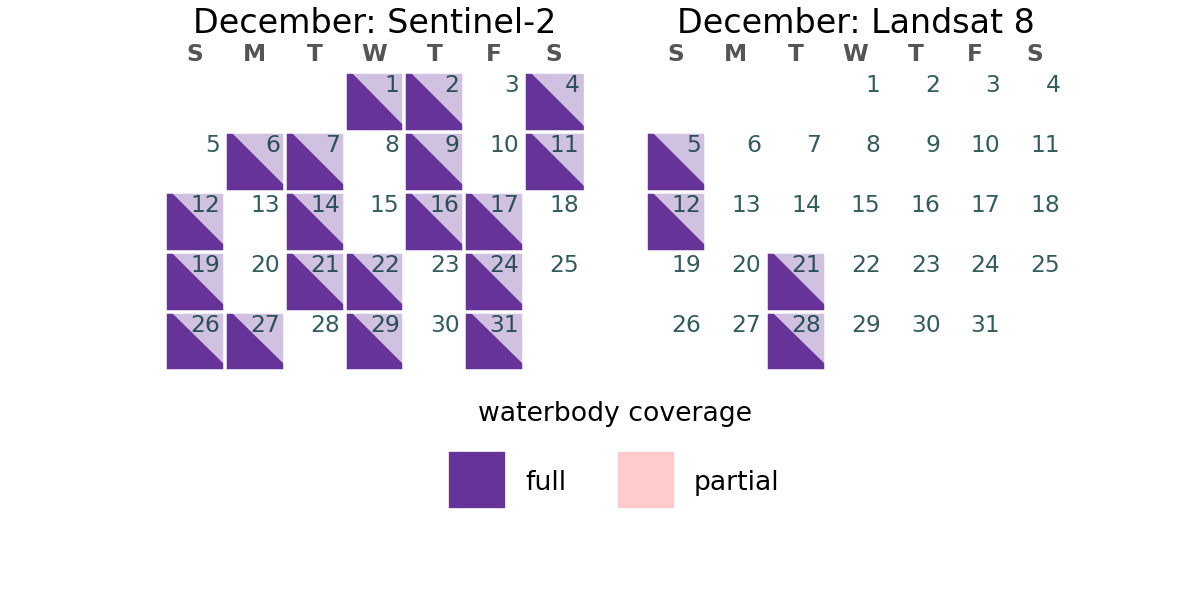 December: Sentinel-2
S M T W T F S
1 2 3 4
5 6 7 8 9 10 11
12 13 14 15 16 17 18
19 20 21 22 23 24 25
26 27 28 29 30 31
December: Landsat 8
S M T W T F S
1 2 3 4
5 6 7 8 9 10 11
12 13 14 15 16 17 18
19 20 21 22 23 24 25
26 27 28 29 30 31
waterbody coverage
full partial